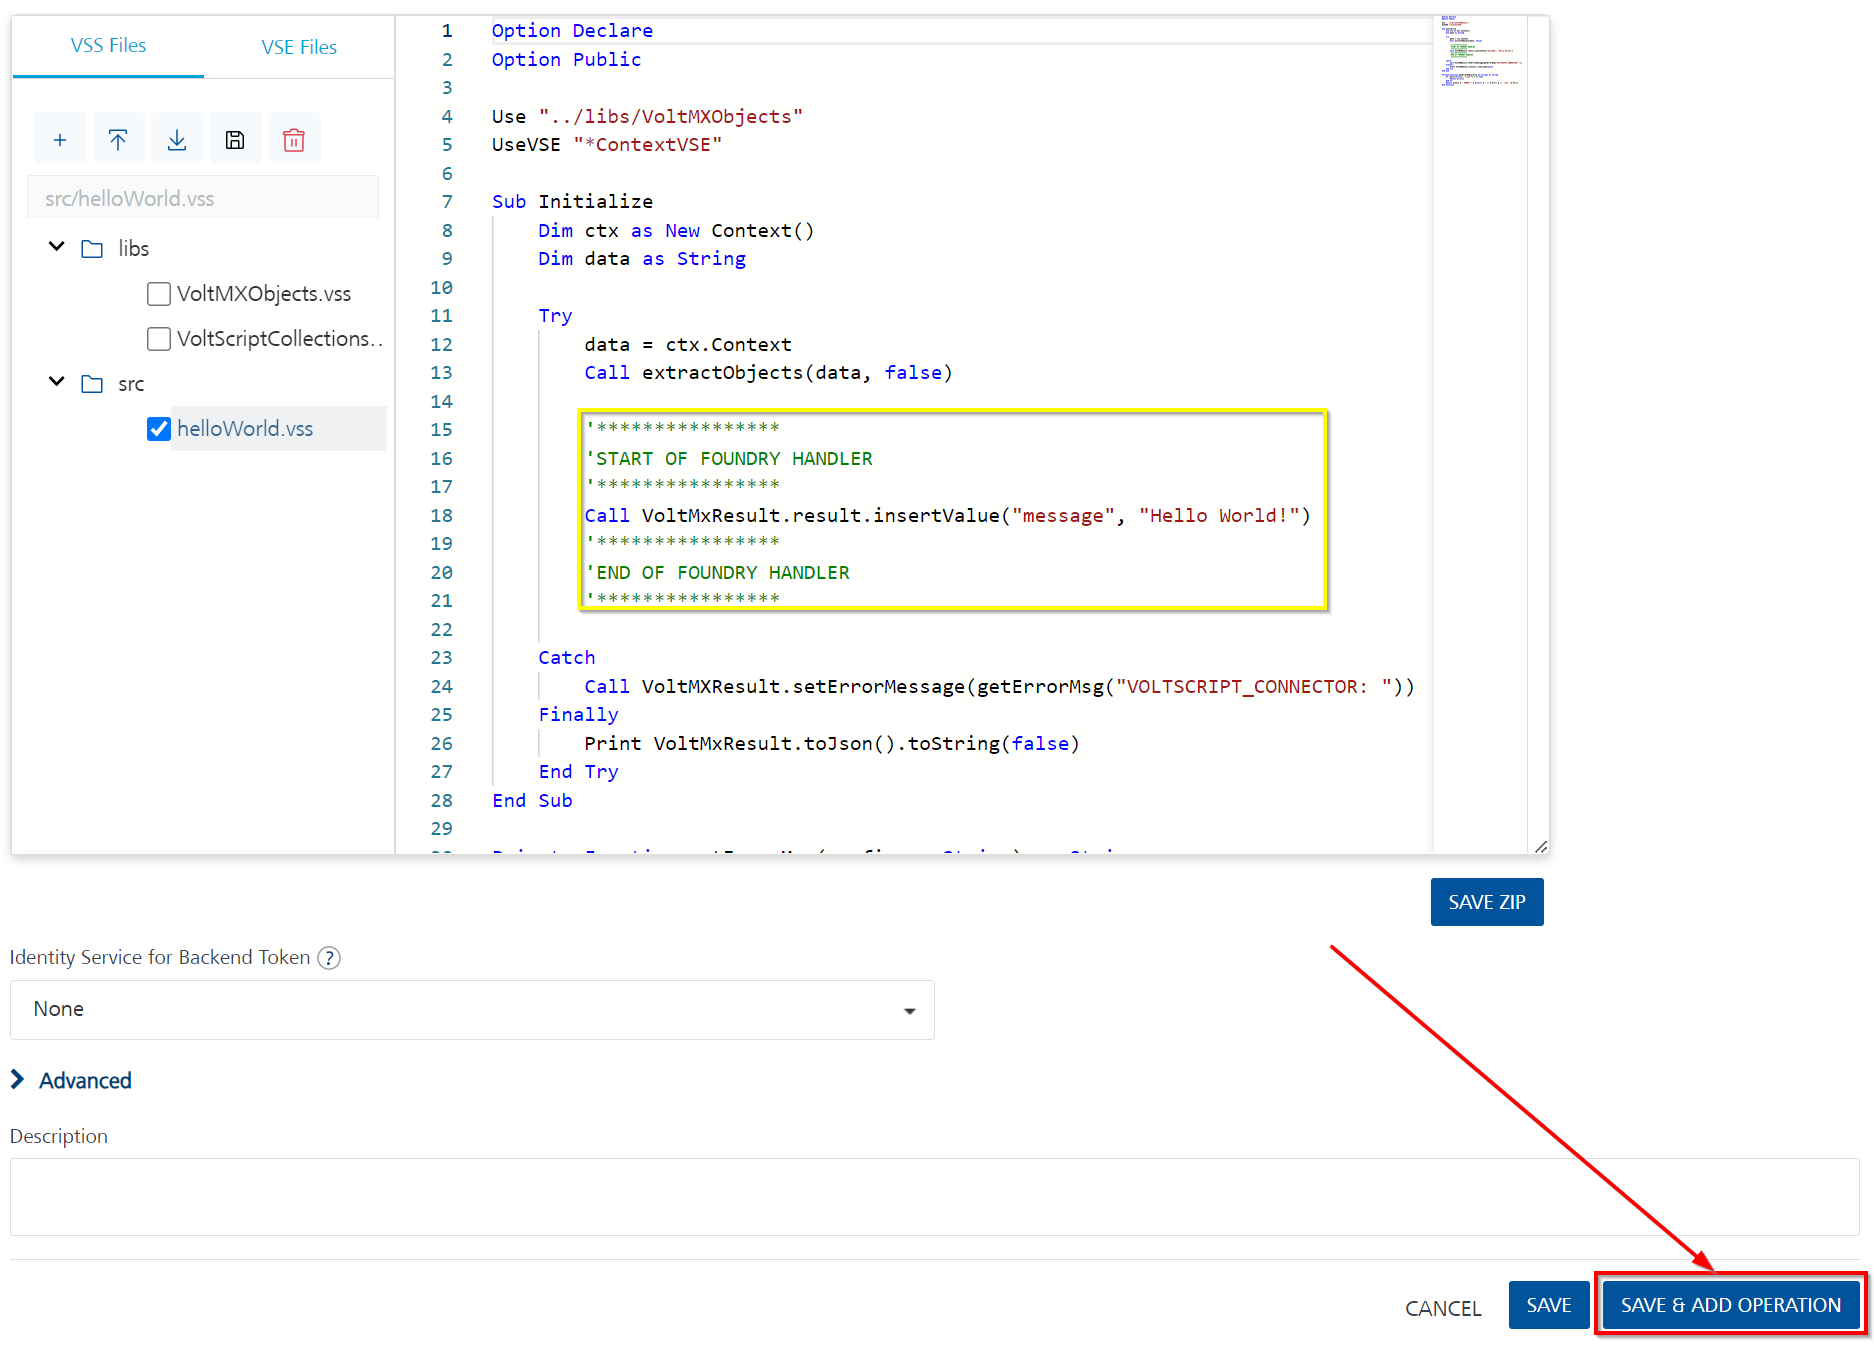 VSS Files
VSE Files
src/helloWorld.vss
libs
VoltMXObjects.vss
VoltScriptCollections..
src
helloWorld.vss
1 Option Declare
2 Option Public
3
4 Use "../libs/VoltMXObjects"
5 UseVSE "*ContextVSE"
6
7 Sub Initialize
8 Dim ctx as New Context()
9 Dim data as String
10
11 Try
12 data = ctx.Context
13 Call extractObjects(data, false)
14
15 '****************
16 'START OF FOUNDRY HANDLER
17 '****************
18 Call VoltMxResult.result.insertValue("message", "Hello World!")
19 '****************
20 'END OF FOUNDRY HANDLER
21 '****************
22
23 Catch
24 Call VoltMXResult.setErrorMessage(getErrorMsg("VOLTSCRIPT_CONNECTOR: "))
25 Finally
26 Print VoltMxResult.toJson().toString(false)
27 End Try
28 End Sub
29
SAVE ZIP
Identity Service for Backend Token ?
None
Advanced
Description
CANCEL
SAVE
SAVE & ADD OPERATION